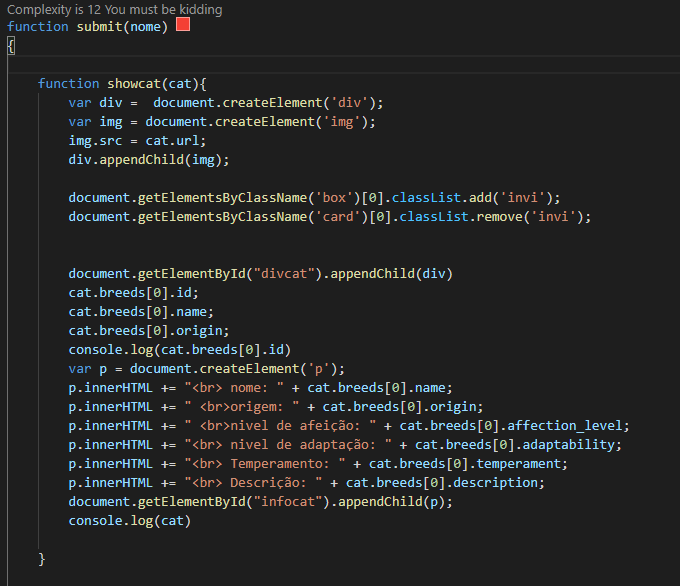 Complexity is 12 You must be kidding
function submit(nome)
{
function showcat(cat){
var div =  document.createElement('div');
var img = document.createElement('img');
img.src = cat.url;
div.appendChild(img);
document.getElementsByClassName('box')[0].classList.add('invi');
document.getElementsByClassName('card')[0].classList.remove('invi');
document.getElementById("divcat").appendChild(div)
cat.breeds[0].id;
cat.breeds[0].name;
cat.breeds[0].origin;
console.log(cat.breeds[0].id)
var p = document.createElement('p');
p.innerHTML += "<br> nome: " + cat.breeds[0].name;
p.innerHTML += " <br>origem: " + cat.breeds[0].origin;
p.innerHTML += " <br>nivel de afeição: " + cat.breeds[0].affection_level;
p.innerHTML += "<br> nivel de adaptação: " + cat.breeds[0].adaptability;
p.innerHTML += "<br> Temperamento: " + cat.breeds[0].temperament;
p.innerHTML += "<br> Descrição: " + cat.breeds[0].description;
document.getElementById("infocat").appendChild(p);
console.log(cat)
}